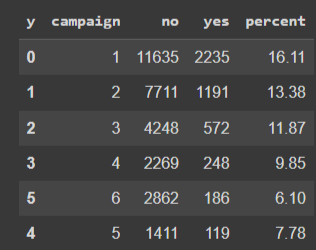 y campaign no yes percent
0 1 11635 2235 16.11
1 2 7711 1191 13.38
2 3 4248 572 11.87
3 4 2269 248 9.85
5 6 2862 186 6.10
4 5 1411 119 7.78